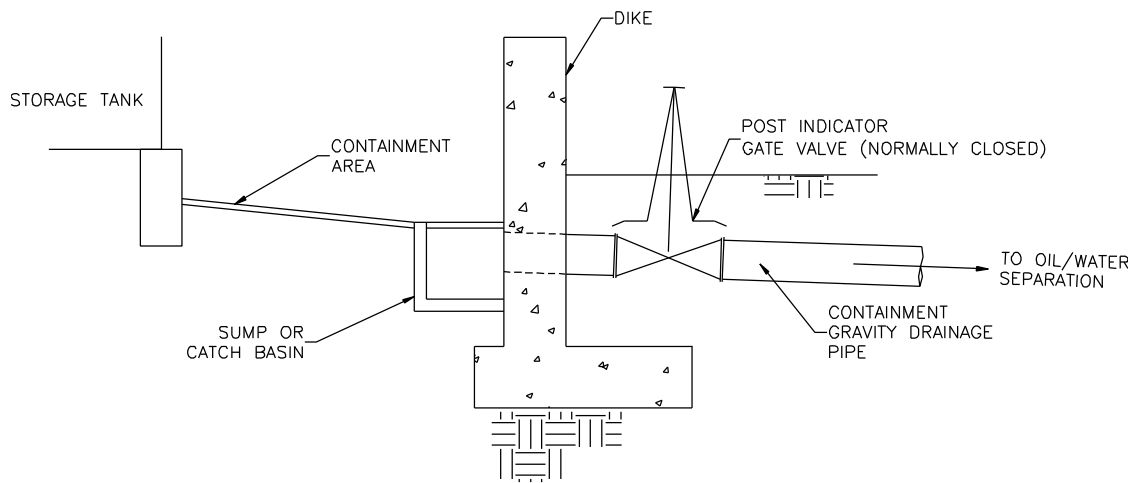 DIKE
STORAGE TANK
POST INDICATOR
GATE VALVE (NORMALLY CLOSED)
CONTAINMENT
AREA
TO OIL/WATER
SEPARATION
CONTAINMENT
GRAVITY DRAINAGE
PIPE
SUMP OR
CATCH BASIN